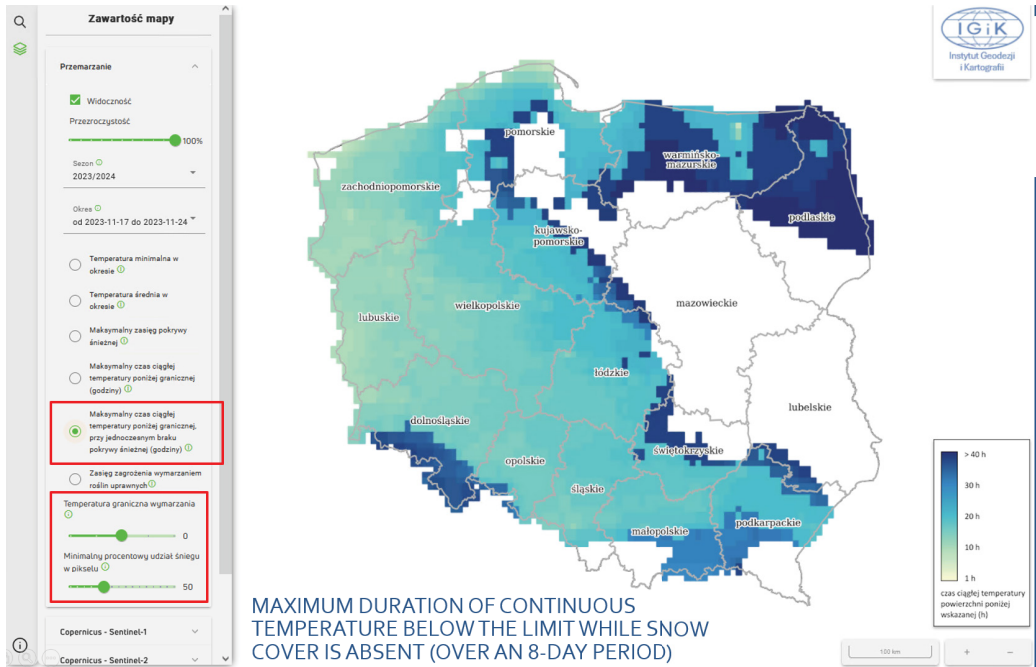 Zawartość mapy
Przemarzanie
Widoczność
Przezroczystość
100%
Sezon
2023/2024
Okres
od 2023-11-17 do 2023-11-24
Temperatura minimalna w
okresie
Temperatura średnia w
okresie
Maksymalny zasięg pokrywy
śnieżnej
Maksymalny czas ciągłej
temperatury poniżej granicznej
(godziny)
Maksymalny czas ciągłej
temperatury poniżej granicznej,
przy jednoczesnym braku
pokrywy śnieżnej (godziny)
Zasięg zagrożenia wymarzaniem
roślin uprawnych
Temperatura graniczna wymarzania
0
Minimalny procentowy udział śniegu
w pikselu
50
Copernicus - Sentinel-1
Copernicus - Sentinel-2
pomorskie
warmińsko-
mazurskie
zachodniopomorskie
podlaskie
kujawsko-
pomorskie
mazowieckie
wielkopolskie
lubuskie
łódzkie
lubelskie
dolnośląskie
świętokrzyskie
opolskie
śląskie
podkarpackie
małopolskie
IGiK
Instytut Geodezji
i Kartografii
> 40 h
30 h
20 h
10 h
1 h
czas ciągłej temperatury
powierzchni poniżej
wskazanej (h)
100 km
+ −
MAXIMUM DURATION OF CONTINUOUS
TEMPERATURE BELOW THE LIMIT WHILE SNOW
COVER IS ABSENT (OVER AN 8-DAY PERIOD)